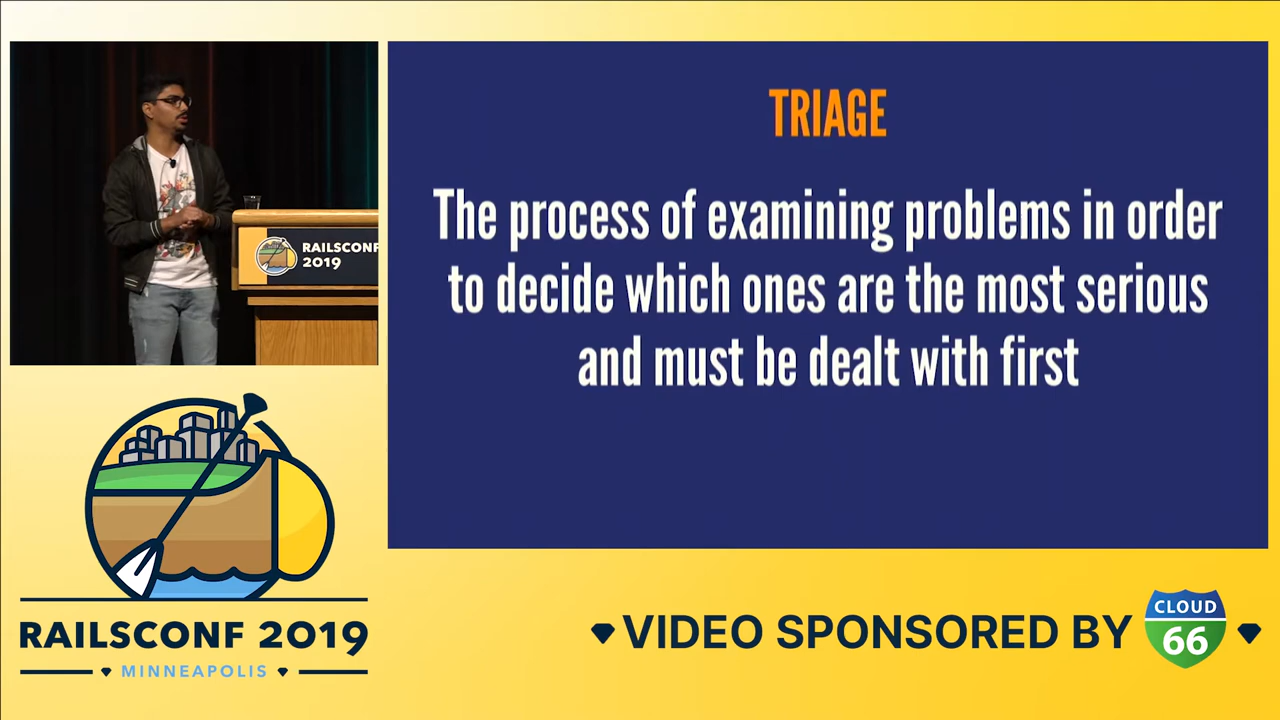 TRIAGE
The process of examining problems in order
to decide which ones are the most serious
and must be dealt with first
RAILSCONF
2019
RAILSCONF 2019
MINNEAPOLIS
VIDEO SPONSORED BY
CLOUD
66